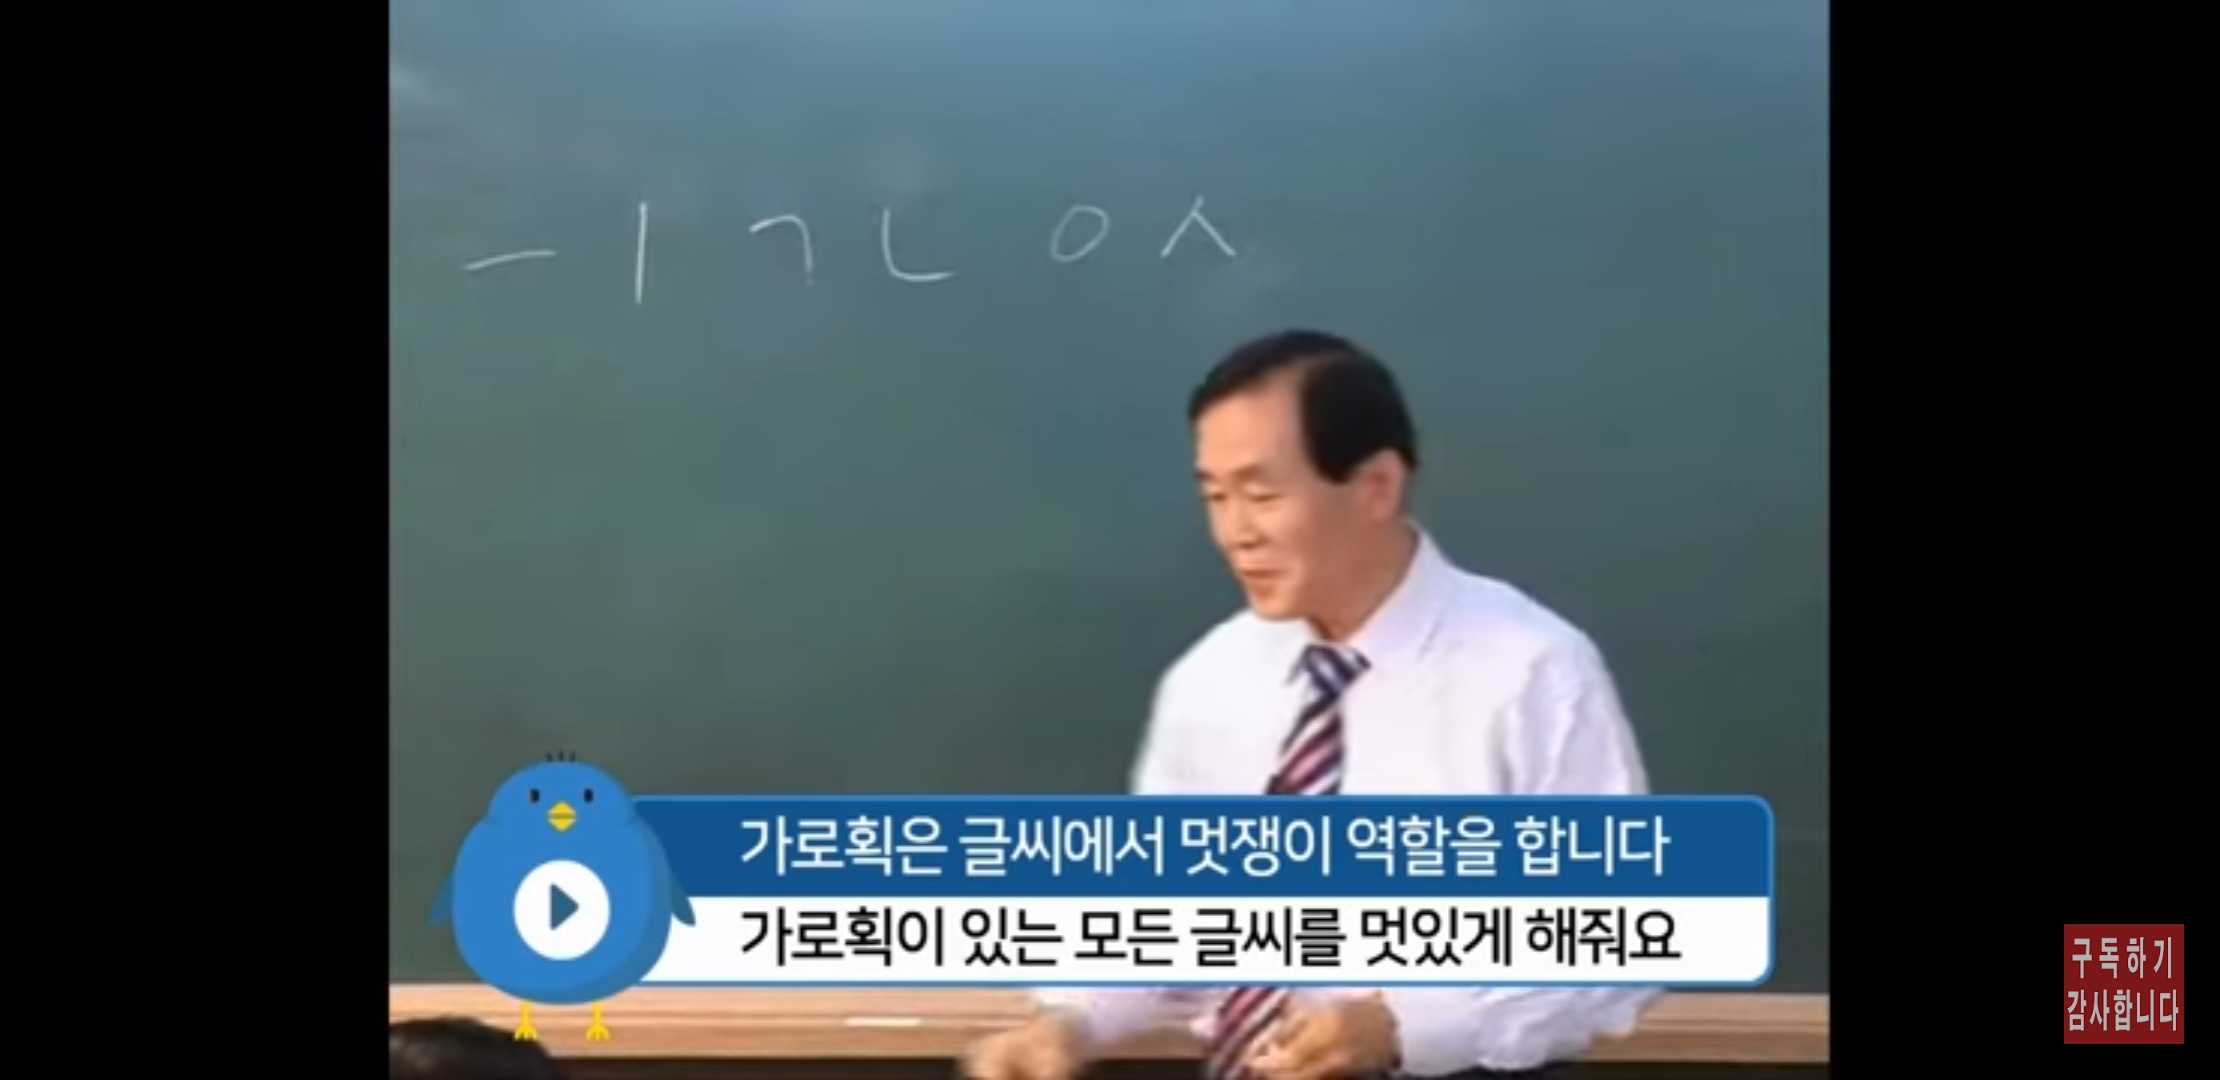 ㅡ ㅣ ㄱ ㄴ ㅇ ㅅ
가로획은 글씨에서 멋쟁이 역할을 합니다
가로획이 있는 모든 글씨를 멋있게 해줘요
구독하기
감사합니다